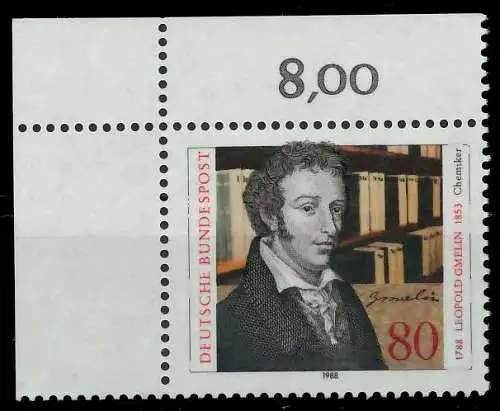 8,00
DEUTSCHE BUNDESPOST
1788 LEOPOLD GMELIN 1853 Chemiker
Gmelin
80
1988